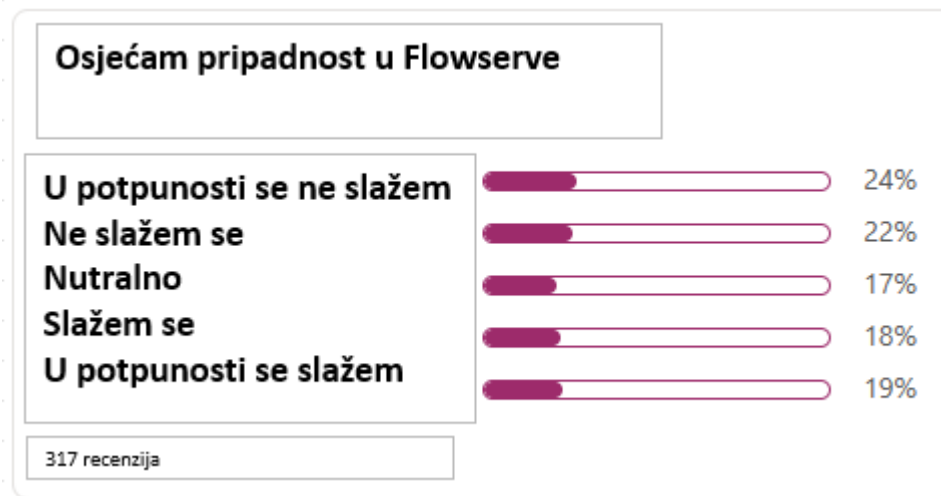 Osjećam pripadnost u Flowserve
U potpunosti se ne slažem 24%
Ne slažem se 22%
Nutralno 17%
Slažem se 18%
U potpunosti se slažem 19%
317 recenzija